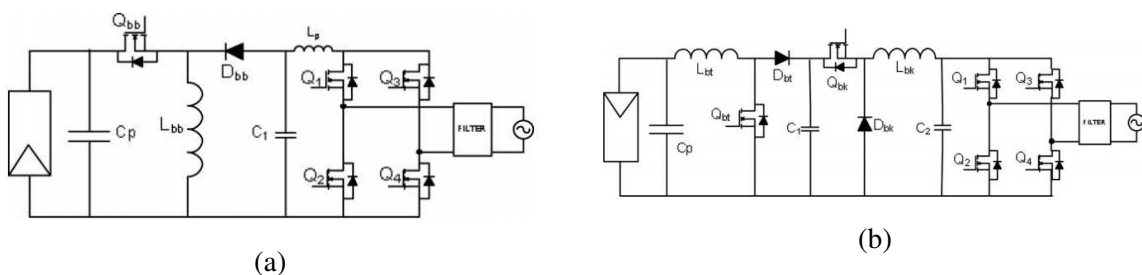 Qbb
Lp
Dbb
Q1
Q3
Lbb
Cp
C1
FILTER
Q2
Q4
(a)
Lbt
Dbt
Qbk
Lbk
Q1
Q3
Qbt
C1
Dbk
C2
FILTER
Cp
Q2
Q4
(b)